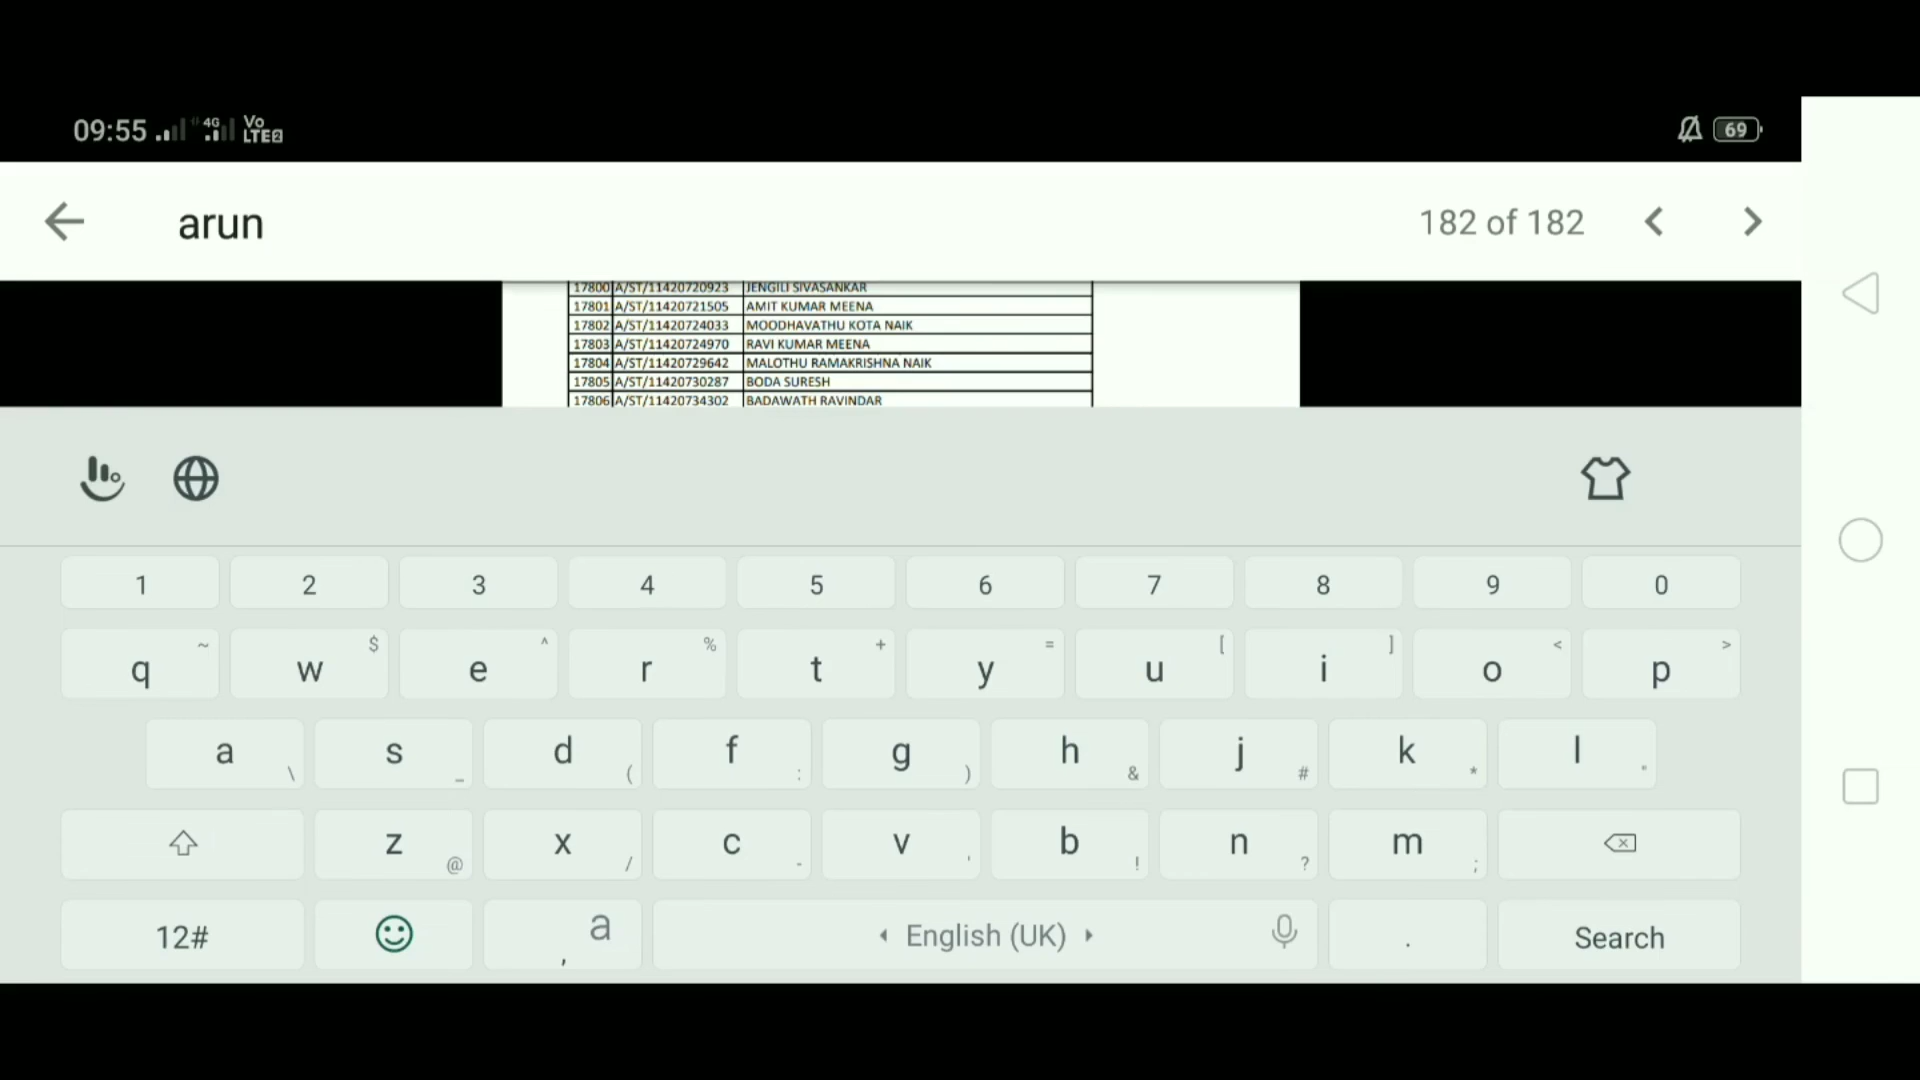 09:55 4G Vo LTE2 69
arun 182 of 182
17800 A/ST/11420720923 JENGILI SIVASANKAR
17801 A/ST/11420721505 AMIT KUMAR MEENA
17802 A/ST/11420724033 MOODHAVATHU KOTA NAIK
17803 A/ST/11420724970 RAVI KUMAR MEENA
17804 A/ST/11420729642 MALOTHU RAMAKRISHNA NAIK
17805 A/ST/11420730287 BODA SURESH
17806 A/ST/11420734302 BADAWATH RAVINDAR
1 2 3 4 5 6 7 8 9 0
q ~ w $ e ^ r % t + y = u [ i ] o < p >
a \ s _ d ( f : g ) h & j # k * l "
z @ x / c - v ' b ! n ? m ;
12# , a English (UK) . Search